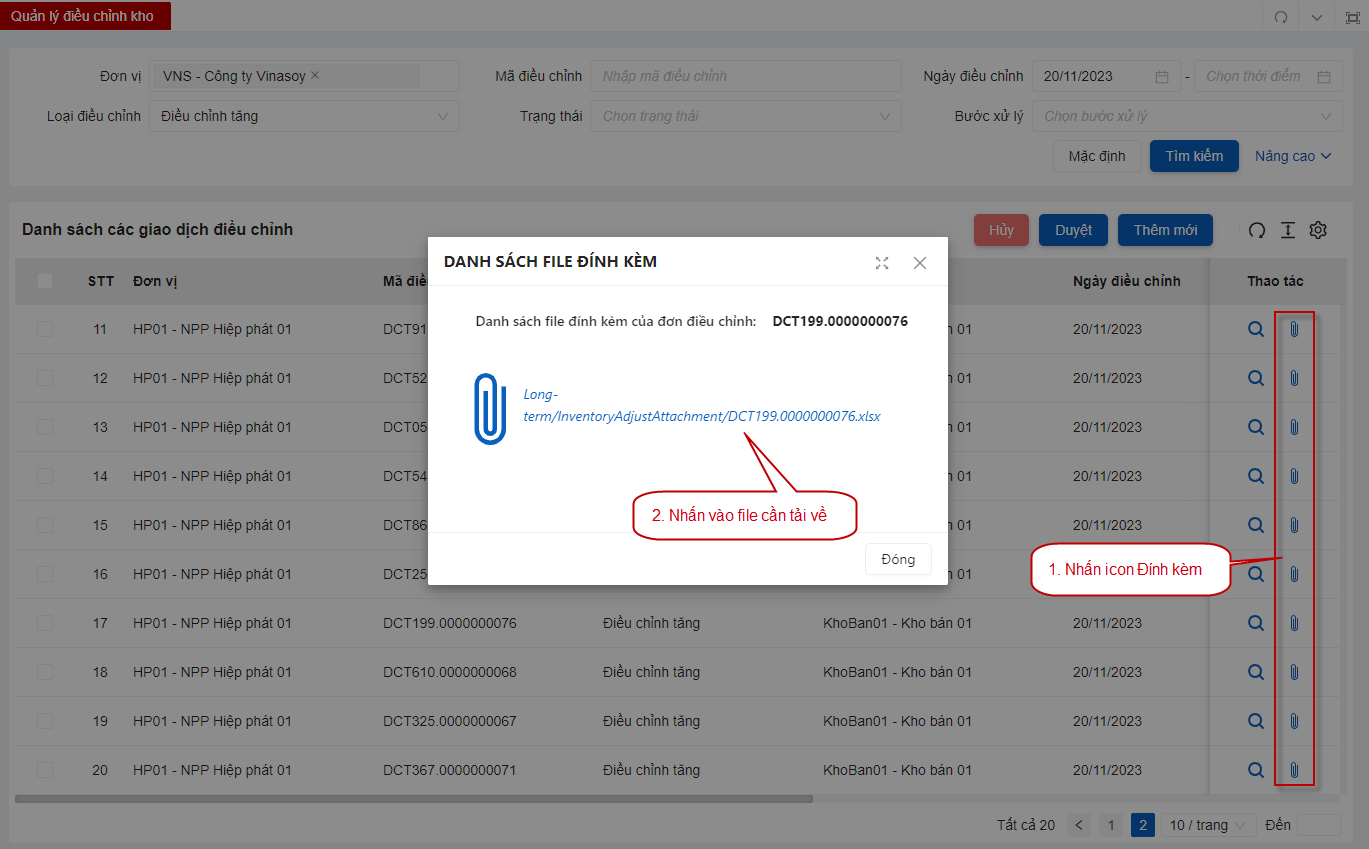 Quản lý điều chỉnh kho
Đơn vị VNS - Công ty Vinasoy Mã điều chỉnh Nhập mã điều chỉnh Ngày điều chỉnh 20/11/2023 - Chọn thời điểm
Loại điều chỉnh Điều chỉnh tăng Trạng thái Chọn trạng thái Bước xử lý Chọn bước xử lý
Mặc định Tìm kiếm Nâng cao
Danh sách các giao dịch điều chỉnh Hủy Duyệt Thêm mới
STT Đơn vị Mã điề Ngày điều chỉnh Thao tác
11 HP01 - NPP Hiệp phát 01 DCT91 01 20/11/2023
12 HP01 - NPP Hiệp phát 01 DCT52 01 20/11/2023
13 HP01 - NPP Hiệp phát 01 DCT05 01 20/11/2023
14 HP01 - NPP Hiệp phát 01 DCT54 01 20/11/2023
15 HP01 - NPP Hiệp phát 01 DCT86 01 20/11/2023
16 HP01 - NPP Hiệp phát 01 DCT25 01
17 HP01 - NPP Hiệp phát 01 DCT199.0000000076 Điều chỉnh tăng KhoBan01 - Kho bán 01 20/11/2023
18 HP01 - NPP Hiệp phát 01 DCT610.0000000068 Điều chỉnh tăng KhoBan01 - Kho bán 01 20/11/2023
19 HP01 - NPP Hiệp phát 01 DCT325.0000000067 Điều chỉnh tăng KhoBan01 - Kho bán 01 20/11/2023
20 HP01 - NPP Hiệp phát 01 DCT367.0000000071 Điều chỉnh tăng KhoBan01 - Kho bán 01 20/11/2023
Tất cả 20 < 1 2 10 / trang Đến
DANH SÁCH FILE ĐÍNH KÈM
Danh sách file đính kèm của đơn điều chỉnh: DCT199.0000000076
Long-
term/InventoryAdjustAttachment/DCT199.0000000076.xlsx
2. Nhấn vào file cần tải về
Đóng
1. Nhấn icon Đính kèm